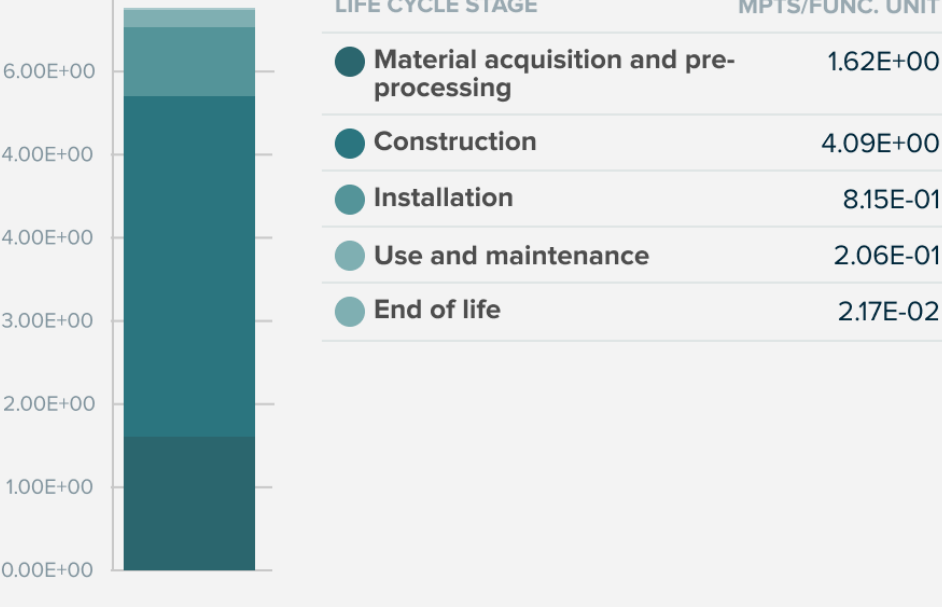 LIFE CYCLE STAGE MPTS/FUNC. UNIT
6.00E+00
Material acquisition and pre-
processing
1.62E+00
Construction 4.09E+00
4.00E+00
Installation 8.15E-01
4.00E+00
Use and maintenance 2.06E-01
End of life 2.17E-02
3.00E+00
2.00E+00
1.00E+00
0.00E+00